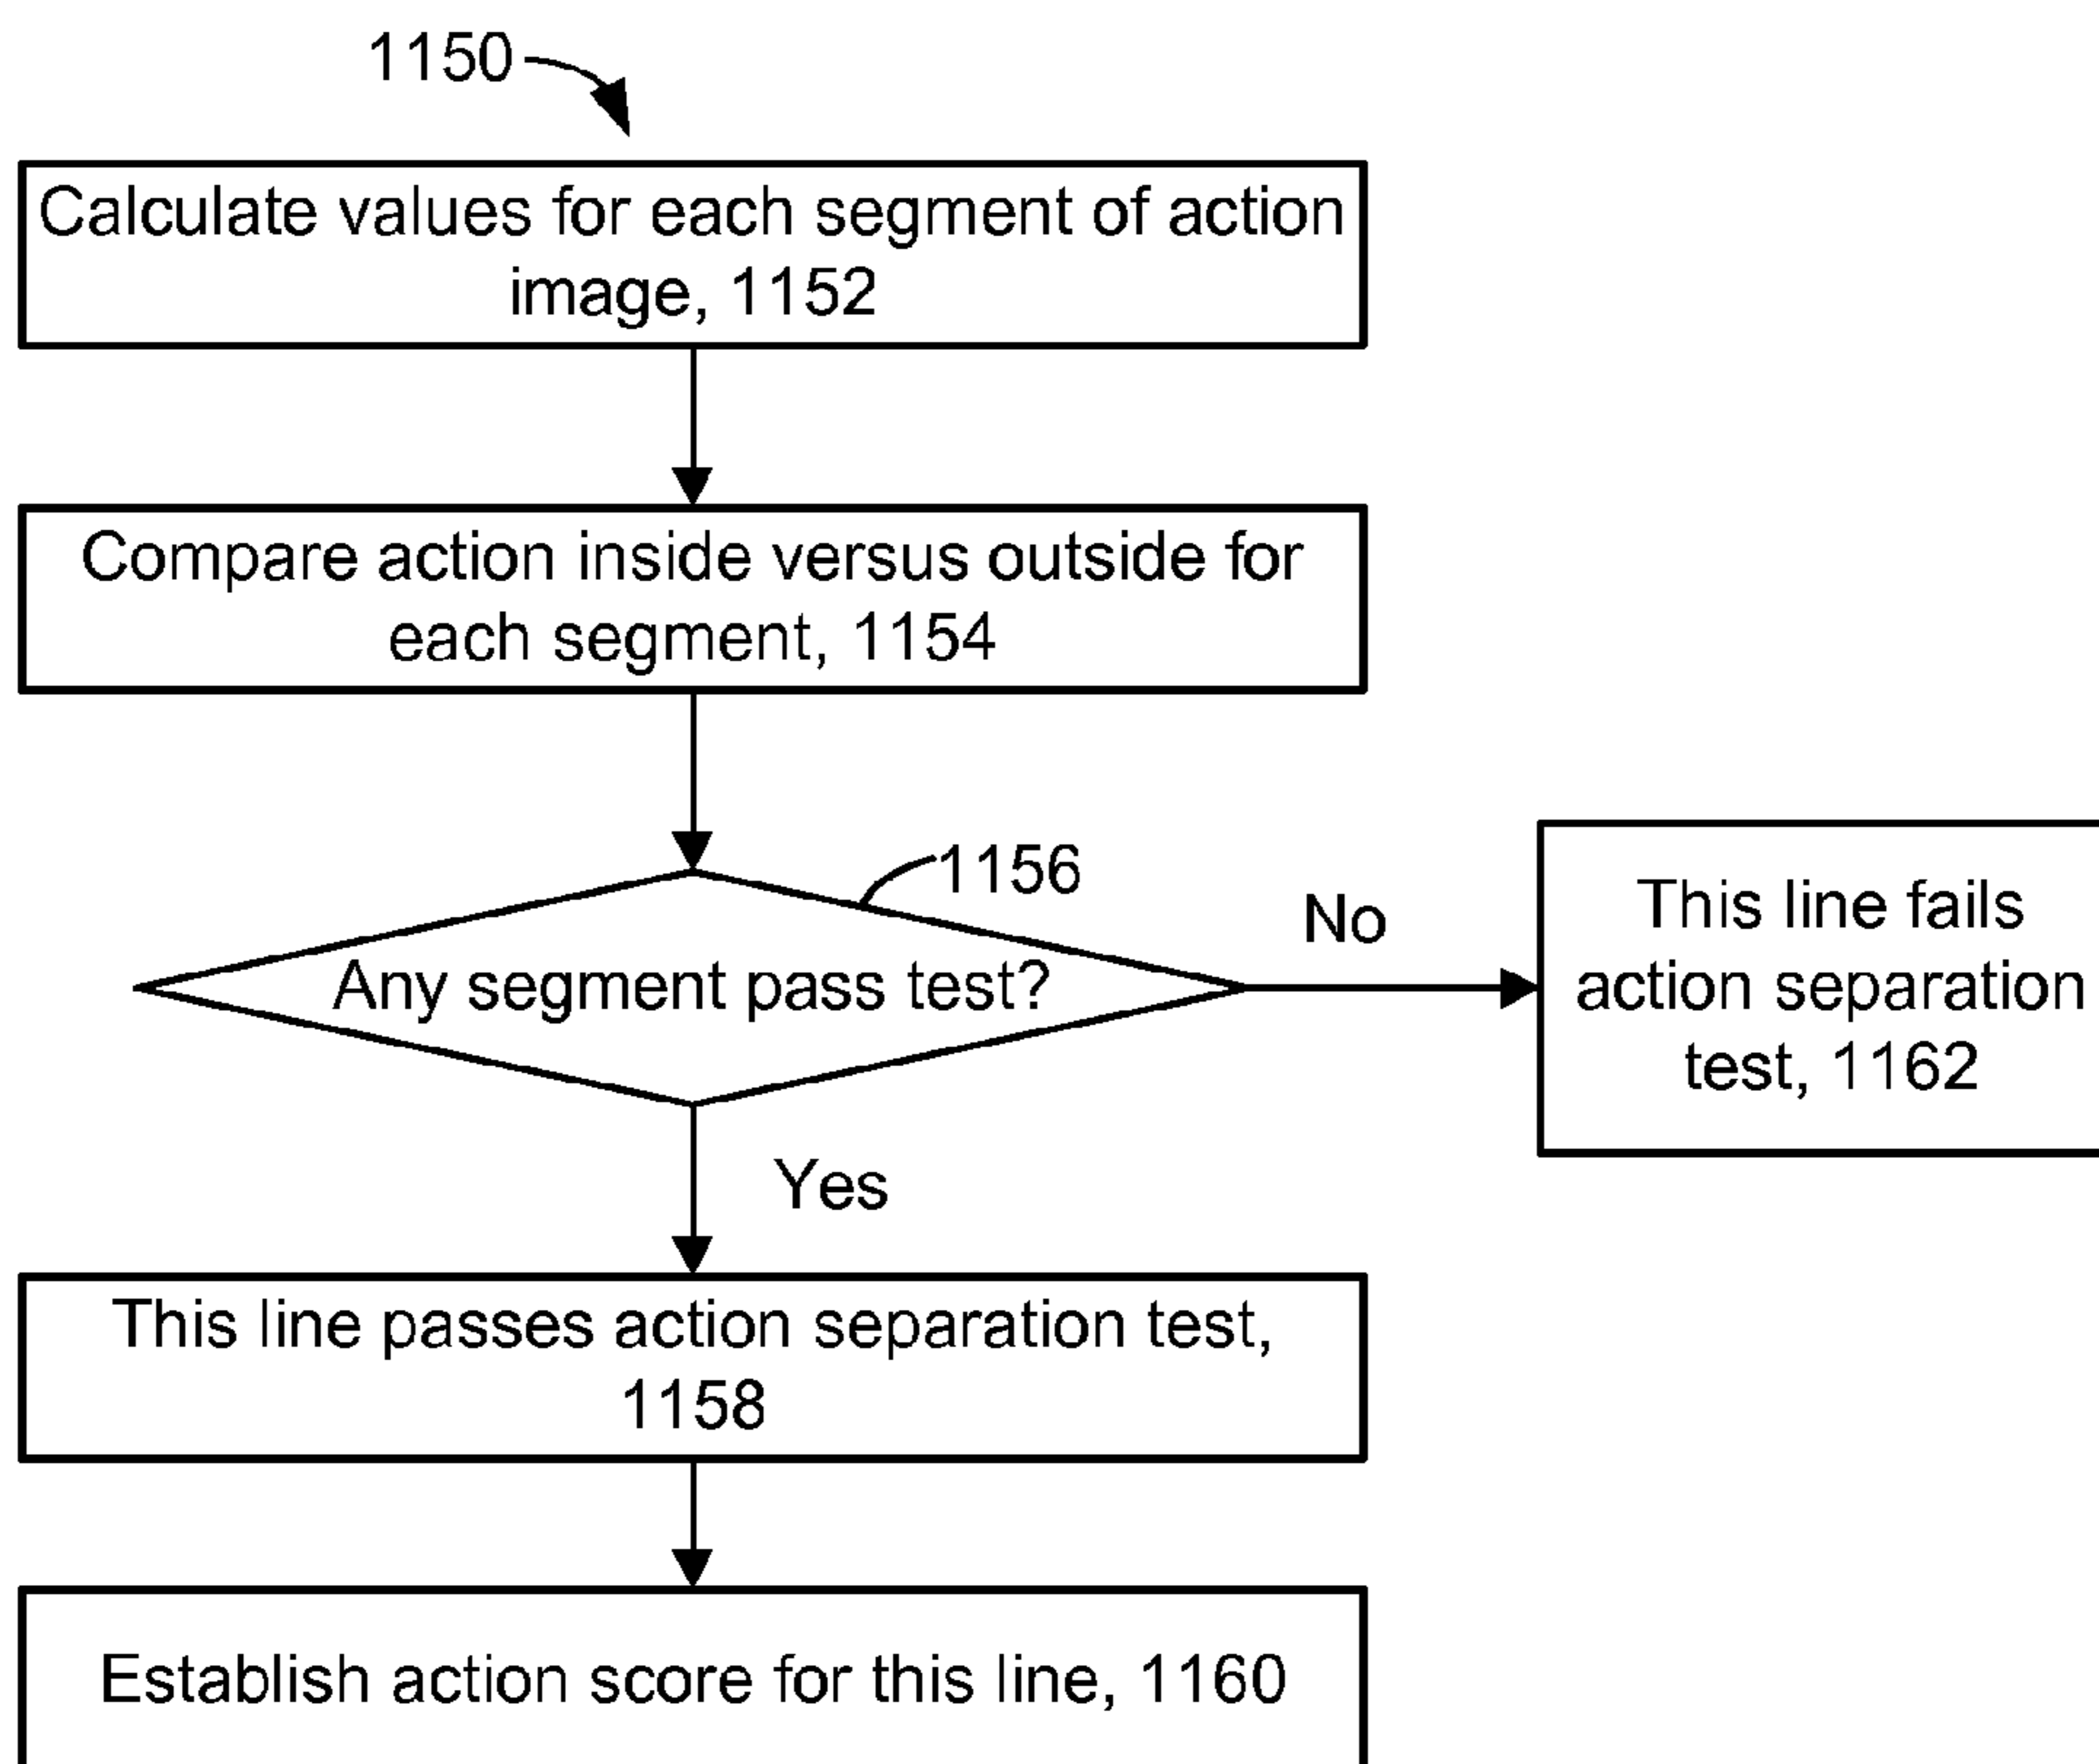 1150
Calculate values for each segment of action
image, 1152
Compare action inside versus outside for
each segment, 1154
1156
Any segment pass test?
No
This line fails
action separation
test, 1162
Yes
This line passes action separation test,
1158
Establish action score for this line, 1160